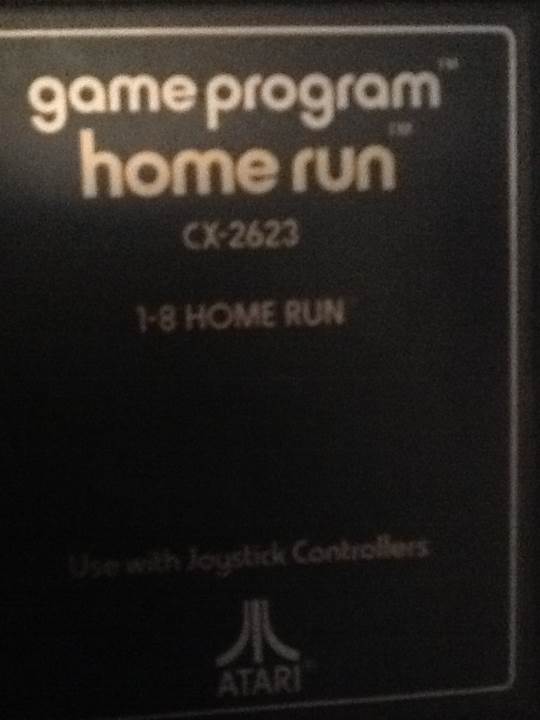 game program™
home run™
CX-2623
1-8 HOME RUN
Use with Joystick Controllers
ATARI®